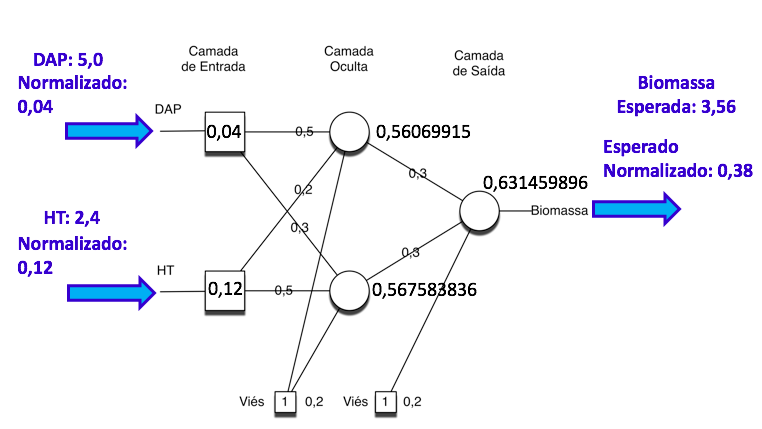 Camada
de Entrada
Camada
Oculta
Camada
de Saída
DAP: 5,0
Normalizado:
0,04
DAP
0,04
0,5
0,56069915
0,2
0,3
0,3
HT: 2,4
Normalizado:
0,12
HT
0,12
0,5
0,567583836
0,3
0,631459896
Biomassa
Biomassa
Esperada: 3,56
Esperado
Normalizado: 0,38
Viés 1 0,2
Viés 1 0,2